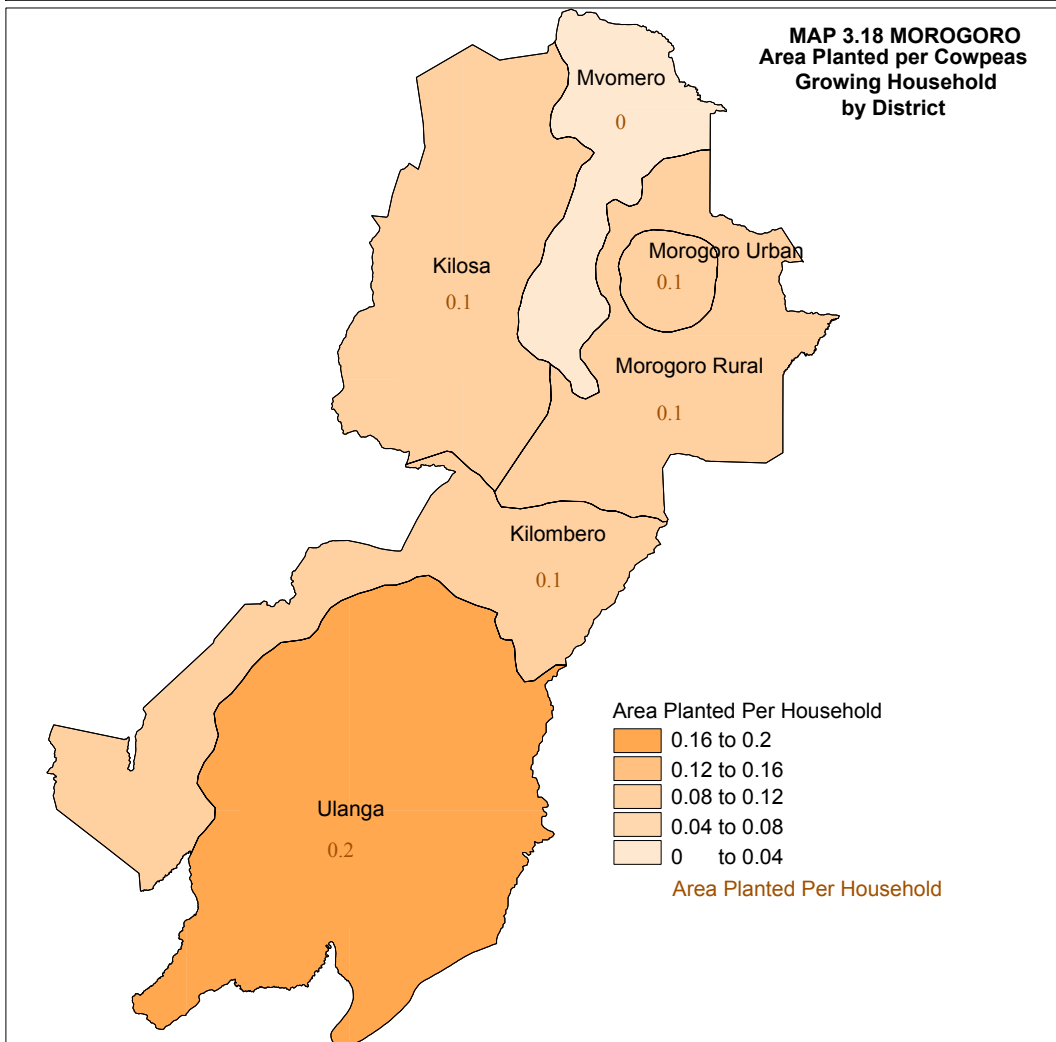 MAP 3.18 MOROGORO
Area Planted per Cowpeas
Growing Household
by District
Mvomero
0
Morogoro Urban
0.1
Kilosa
0.1
Morogoro Rural
0.1
Kilombero
0.1
Ulanga
0.2
Area Planted Per Household
0.16 to 0.2
0.12 to 0.16
0.08 to 0.12
0.04 to 0.08
0 to 0.04
Area Planted Per Household